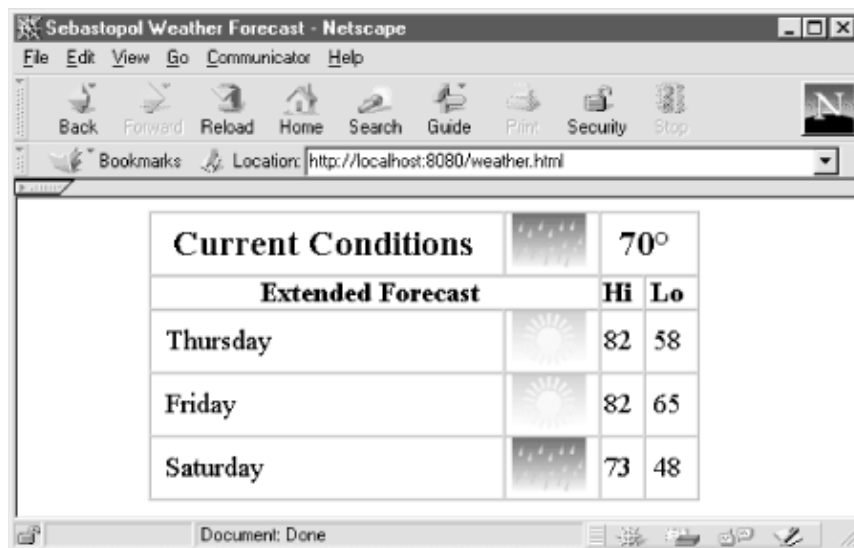 Sebastopol Weather Forecast - Netscape
File Edit View Go Communicator Help
Back Forward Reload Home Search Guide Print Security Stop
N
Bookmarks Location: http://localhost:8080/weather.html
Current Conditions 70°
Extended Forecast Hi Lo
Thursday 82 58
Friday 82 65
Saturday 73 48
Document: Done